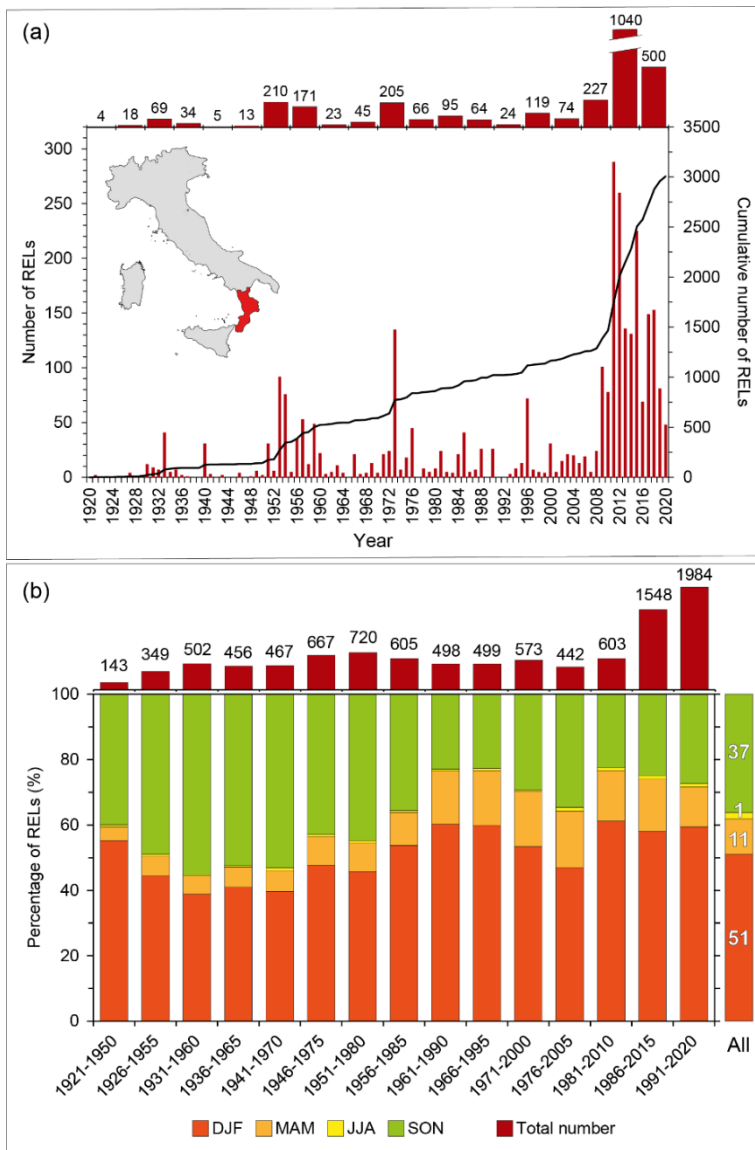 (a)
1040
500
4 18 69 34 5 13 210 171 23 45 205 66 95 64 24 119 74 227
300 250 200 150 100 50 0
Number of RELs
3500 3000 2500 2000 1500 1000 500 0
Cumulative number of RELs
1920 1924 1928 1932 1936 1940 1944 1948 1952 1956 1960 1964 1968 1972 1976 1980 1984 1988 1992 1996 2000 2004 2008 2012 2016 2020
Year
(b)
143 349 502 456 467 667 720 605 498 499 573 442 603 1548 1984
100 80 60 40 20 0
Percentage of RELs (%)
37
1
11
51
1921-1950 1926-1955 1931-1960 1936-1965 1941-1970 1946-1975 1951-1980 1956-1985 1961-1990 1966-1995 1971-2000 1976-2005 1981-2010 1986-2015 1991-2020 All
DJF MAM JJA SON Total number